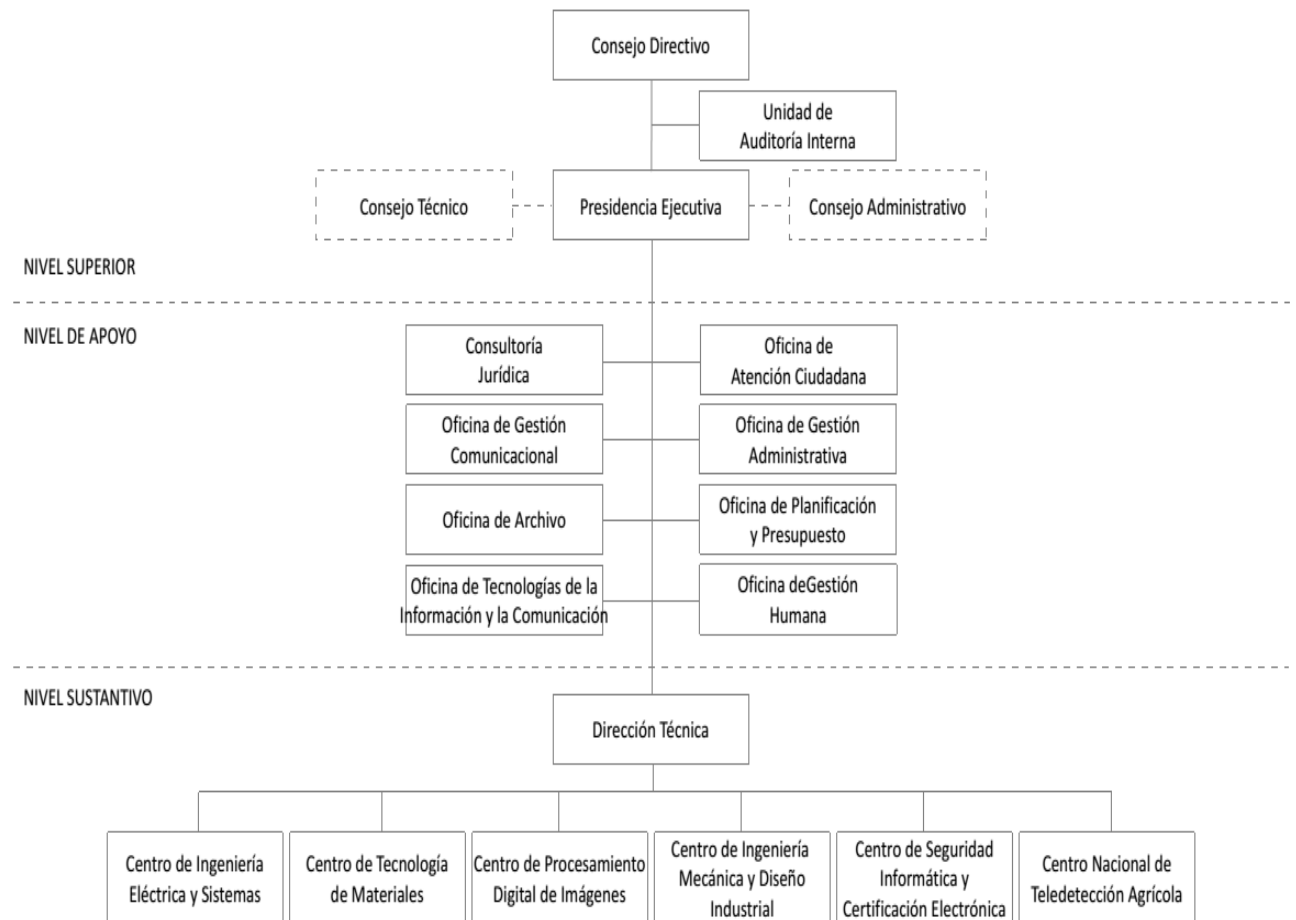 Consejo Directivo
Unidad de
Auditoría Interna
Consejo Técnico
Presidencia Ejecutiva
Consejo Administrativo
NIVEL SUPERIOR
NIVEL DE APOYO
Consultoría
Jurídica
Oficina de
Atención Ciudadana
Oficina de Gestión
Comunicacional
Oficina de Gestión
Administrativa
Oficina de Archivo
Oficina de Planificación
y Presupuesto
Oficina de Tecnologías de la
Información y la Comunicación
Oficina deGestión
Humana
NIVEL SUSTANTIVO
Dirección Técnica
Centro de Ingeniería
Eléctrica y Sistemas
Centro de Tecnología
de Materiales
Centro de Procesamiento
Digital de Imágenes
Centro de Ingeniería
Mecánica y Diseño
Industrial
Centro de Seguridad
Informática y
Certificación Electrónica
Centro Nacional de
Teledetección Agrícola